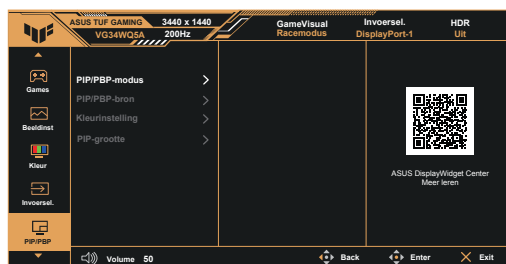 ASUS TUF GAMING 3440 x 1440 GameVisual Invoersel. HDR
VG34WQ5A 200Hz Racemodus DisplayPort-1 Uit
Games
Beeldinst
Kleur
Invoersel.
PIP/PBP
PIP/PBP-modus
PIP/PBP-bron
Kleurinstelling
PIP-grootte
ASUS DisplayWidget Center
Meer leren
Volume 50 Back Enter Exit